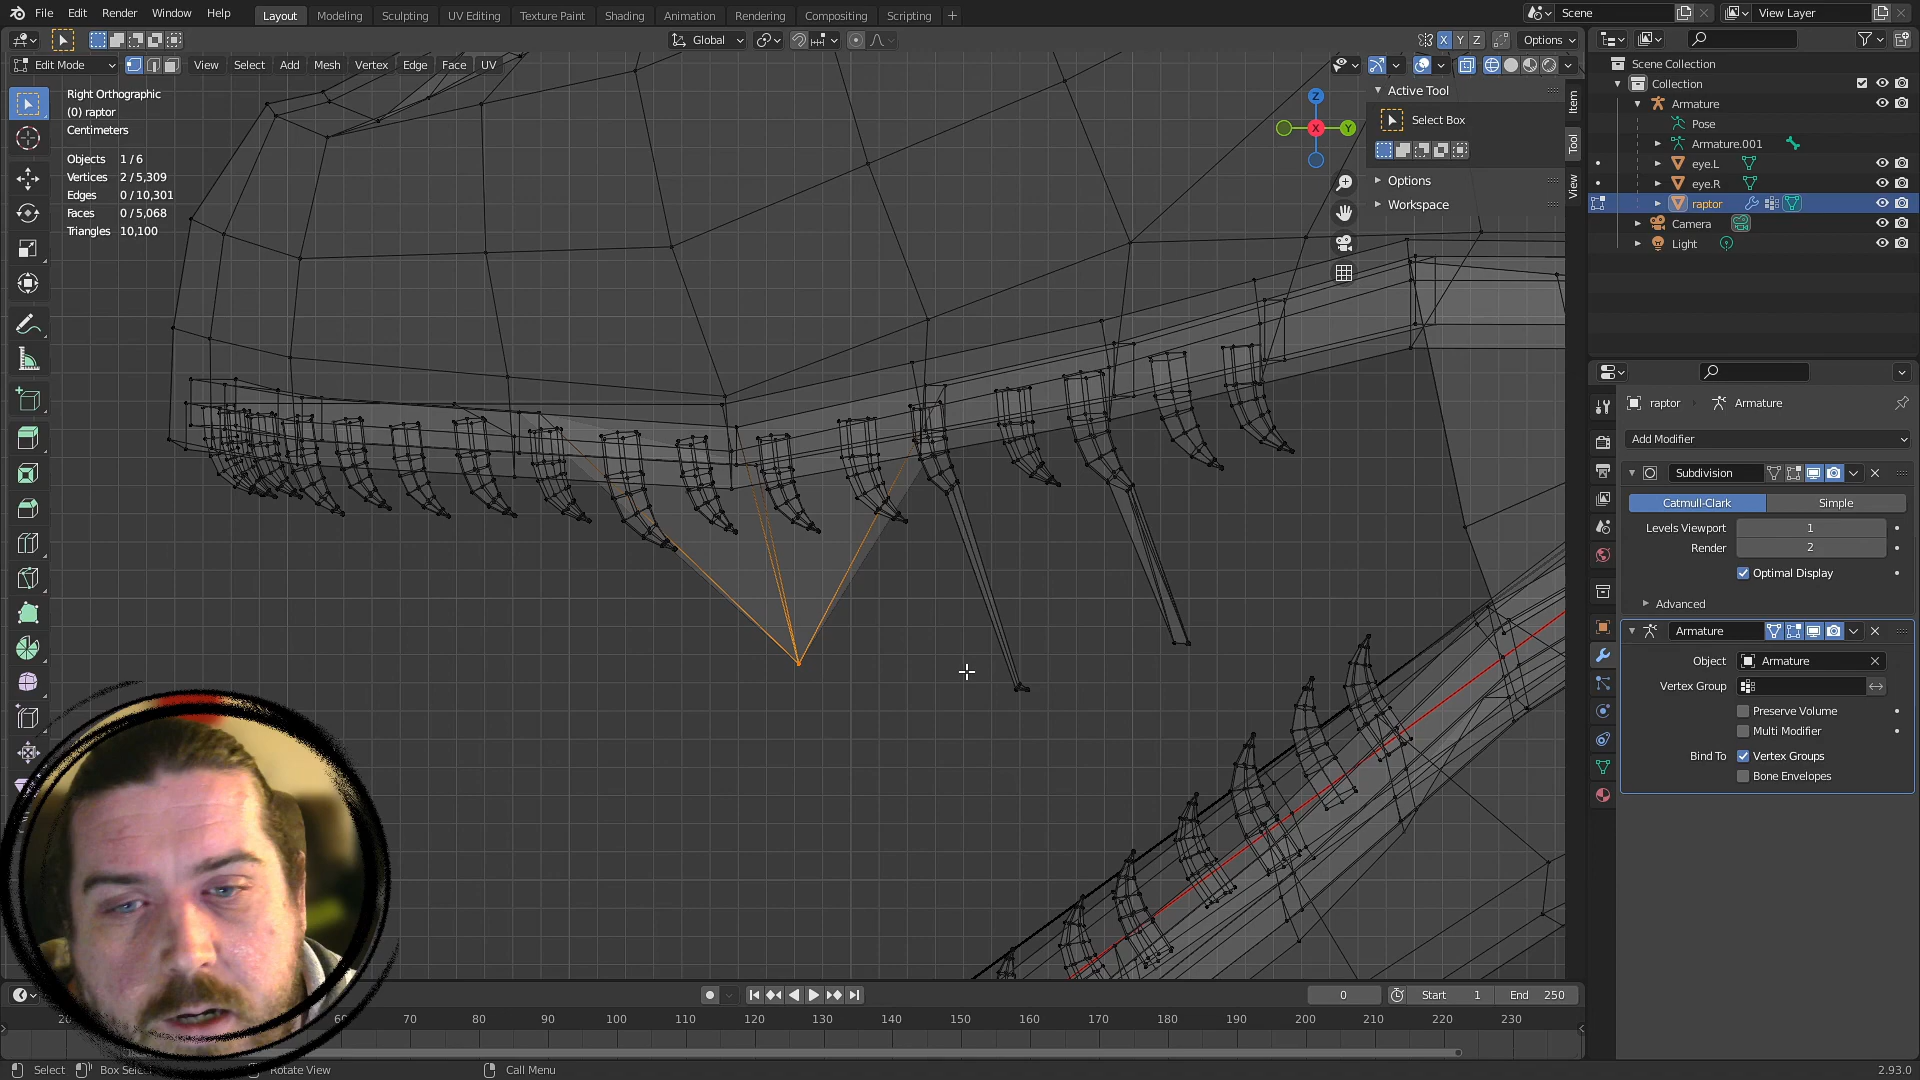 File Edit Render Window Help
Layout Modeling Sculpting UV Editing Texture Paint Shading Animation Rendering Compositing Scripting +
Scene View Layer
Global X Y Z Options
Edit Mode View Select Add Mesh Vertex Edge Face UV
Right Orthographic
(0) raptor
Centimeters
Objects 1/6
Vertices 2/5,309
Edges 0/10,301
Faces 0/5,068
Triangles 10,100
Z
X
Y
Active Tool
Select Box
Options
Workspace
Item
Tool
View
Scene Collection
Collection
Armature
Pose
Armature.001
eye.L
eye.R
raptor
Camera
Light
raptor Armature
Add Modifier
Subdivision
Catmull-Clark Simple
Levels Viewport 1
Render 2
Optimal Display
Advanced
Armature
Object Armature
Vertex Group
Preserve Volume
Multi Modifier
Bind To Vertex Groups
Bone Envelopes
0 Start 1 End 250
60 70 80 90 100 110 120 130 140 150 160 170 180 190 200 210 220 230
Select Rotate View Call Menu
2.93.0